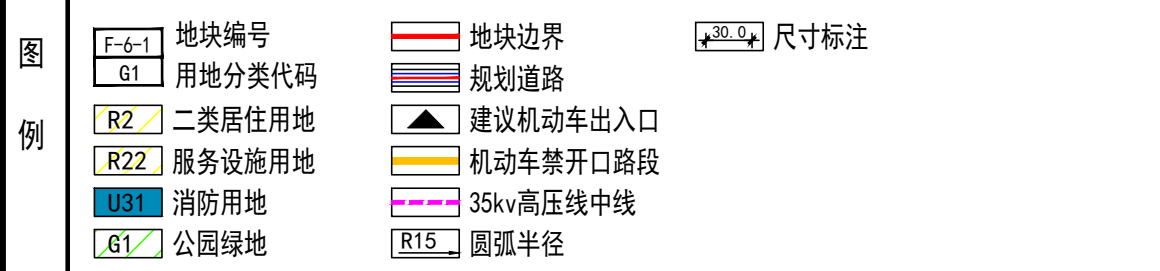 图例
F-6-1 地块编号
G1 用地分类代码
R2 二类居住用地
R22 服务设施用地
U31 消防用地
G1 公园绿地
地块边界
规划道路
建议机动车出入口
机动车禁开口路段
35kv高压线中线
R15 圆弧半径
30.0 尺寸标注